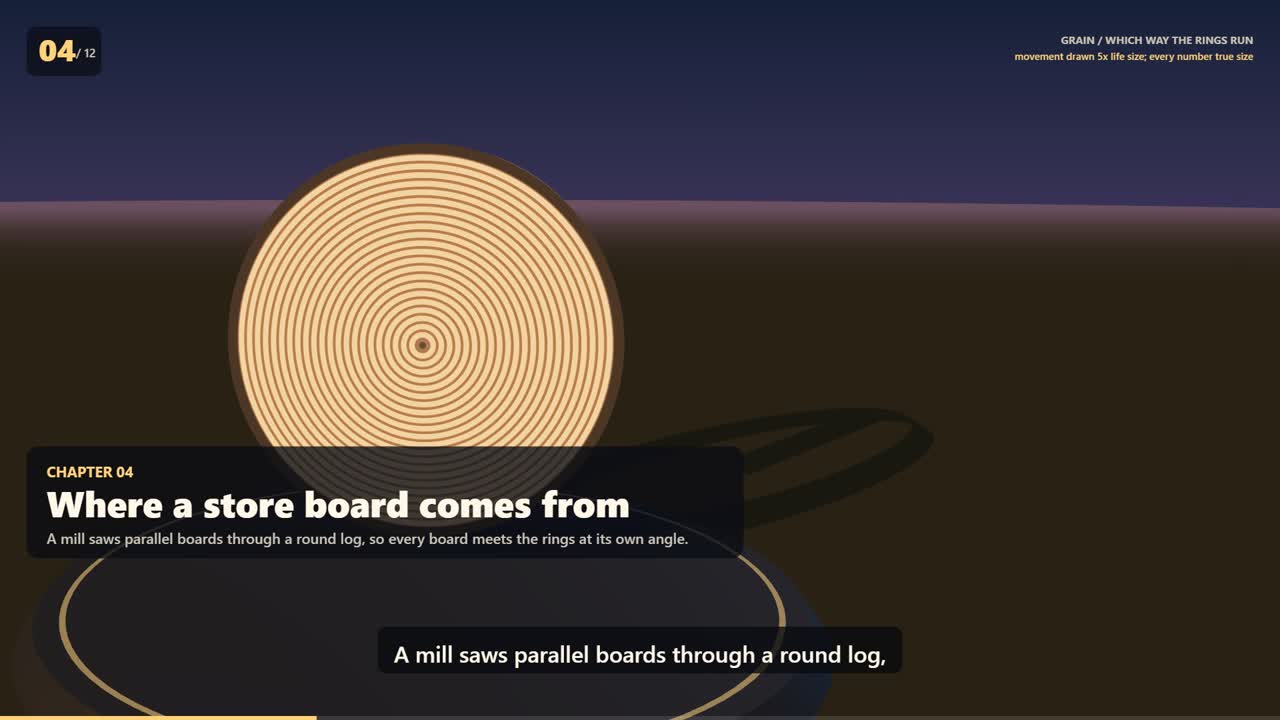 04 / 12
GRAIN / WHICH WAY THE RINGS RUN
movement drawn 5x life size; every number true size
CHAPTER 04
Where a store board comes from
A mill saws parallel boards through a round log, so every board meets the rings at its own angle.
A mill saws parallel boards through a round log,